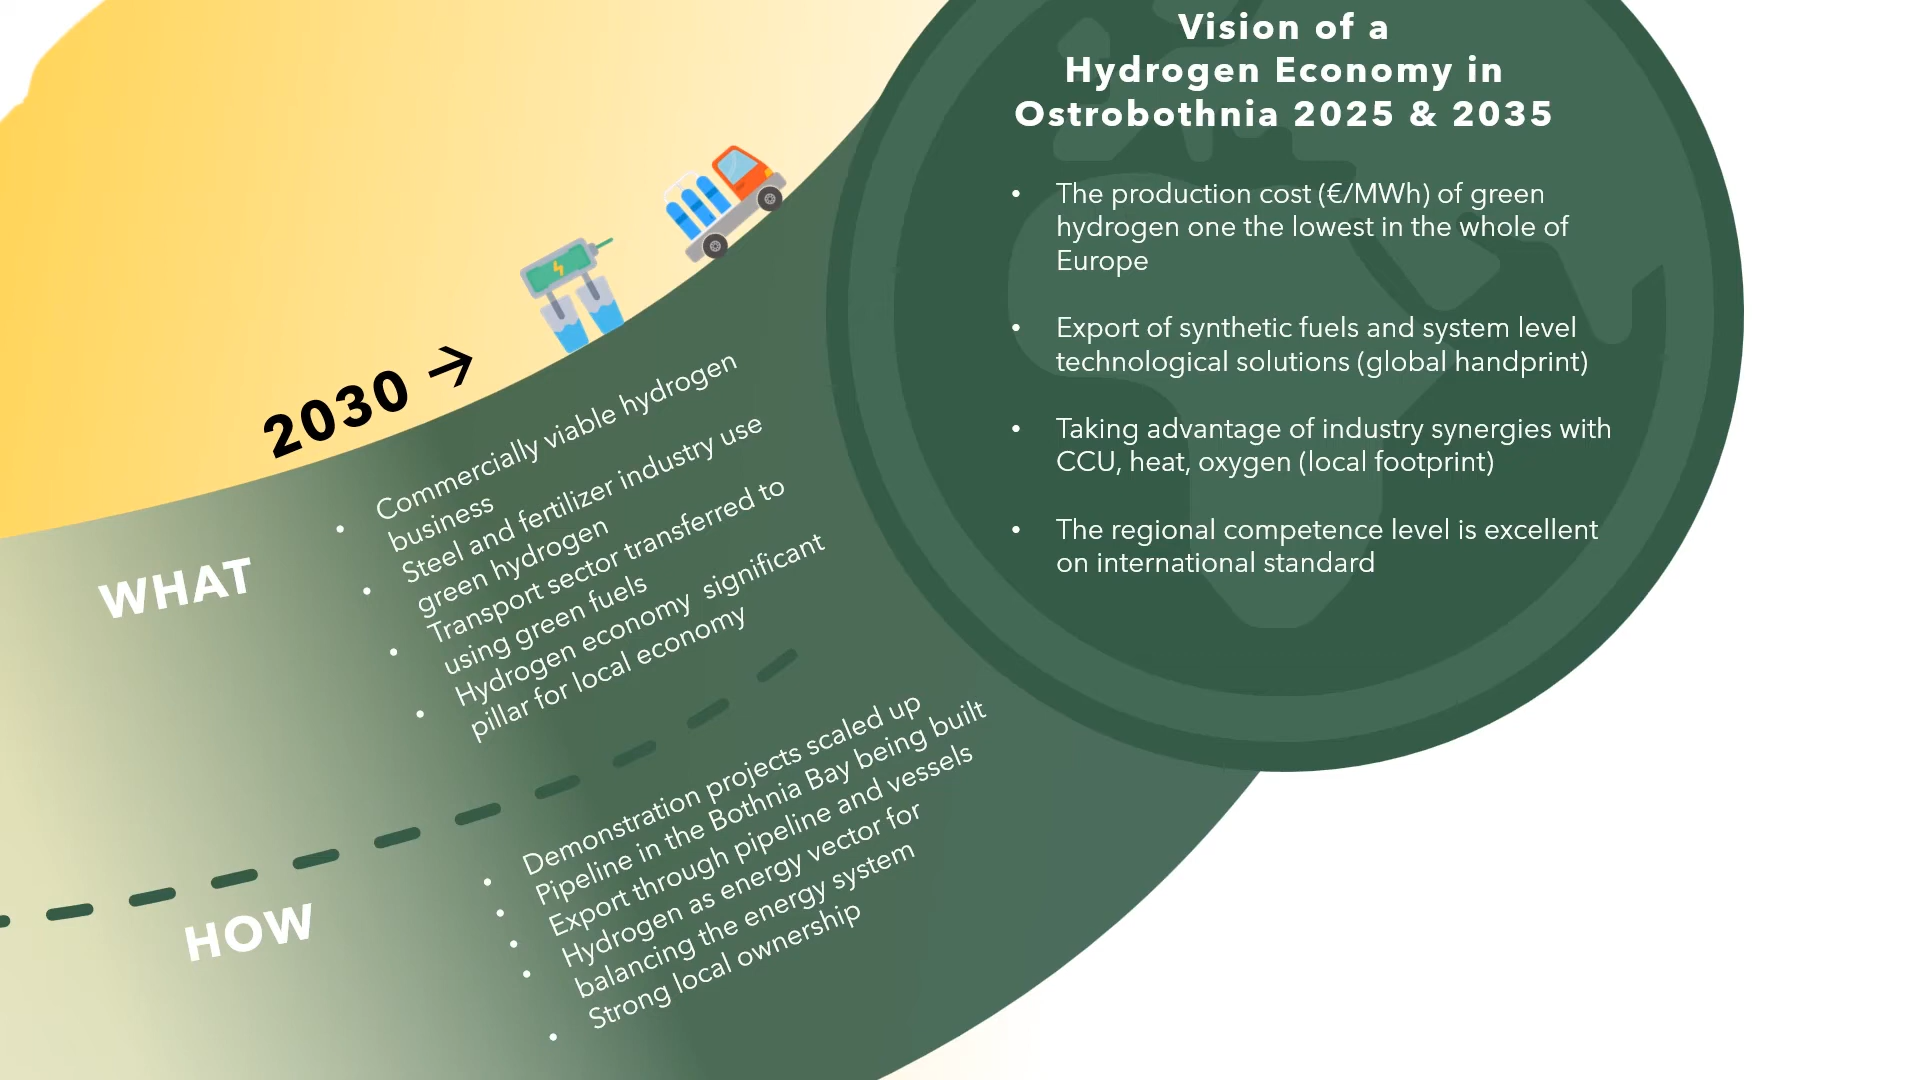 Vision of a
Hydrogen Economy in
Ostrobothnia 2025 & 2035
• The production cost (€/MWh) of green
hydrogen one the lowest in the whole of
Europe
• Export of synthetic fuels and system level
technological solutions (global handprint)
• Taking advantage of industry synergies with
CCU, heat, oxygen (local footprint)
• The regional competence level is excellent
on international standard
2030 →
WHAT
• Commercially viable hydrogen
business
• Steel and fertilizer industry use
green hydrogen
• Transport sector transferred to
using green fuels
• Hydrogen economy significant
pillar for local economy
HOW
• Demonstration projects scaled up
• Pipeline in the Bothnia Bay being built
• Export through pipeline and vessels
• Hydrogen as energy vector for
balancing the energy system
• Strong local ownership